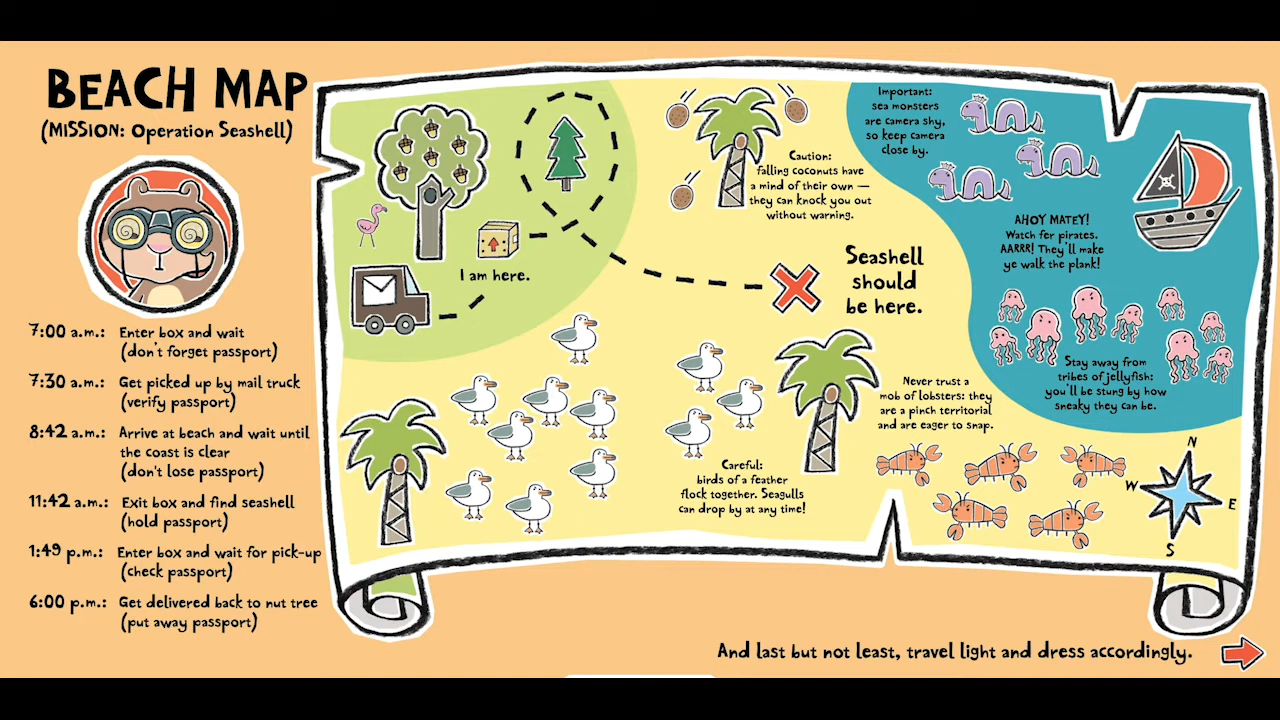 BEACH MAP
(MISSION: Operation Seashell)
7:00 a.m.: Enter box and wait
(don't forget passport)
7:30 a.m.: Get picked up by mail truck
(verify passport)
8:42 a.m.: Arrive at beach and wait until
the coast is clear
(don't lose passport)
11:42 a.m.: Exit box and find seashell
(hold passport)
1:49 p.m.: Enter box and wait for pick-up
(check passport)
6:00 p.m.: Get delivered back to nut tree
(put away passport)
I am here.
Caution:
falling coconuts have
a mind of their own —
they can knock you out
without warning.
Important:
sea monsters
are camera shy,
so keep camera
close by.
AHOY MATEY!
Watch fer pirates.
AARRR! They'll make
ye walk the plank!
Seashell
should
be here.
Stay away from
tribes of jellyfish:
you'll be stung by how
sneaky they can be.
Never trust a
mob of lobsters: they
are a pinch territorial
and are eager to snap.
Careful:
birds of a feather
flock together. Seagulls
can drop by at any time!
N
W
E
S
And last but not least, travel light and dress accordingly.